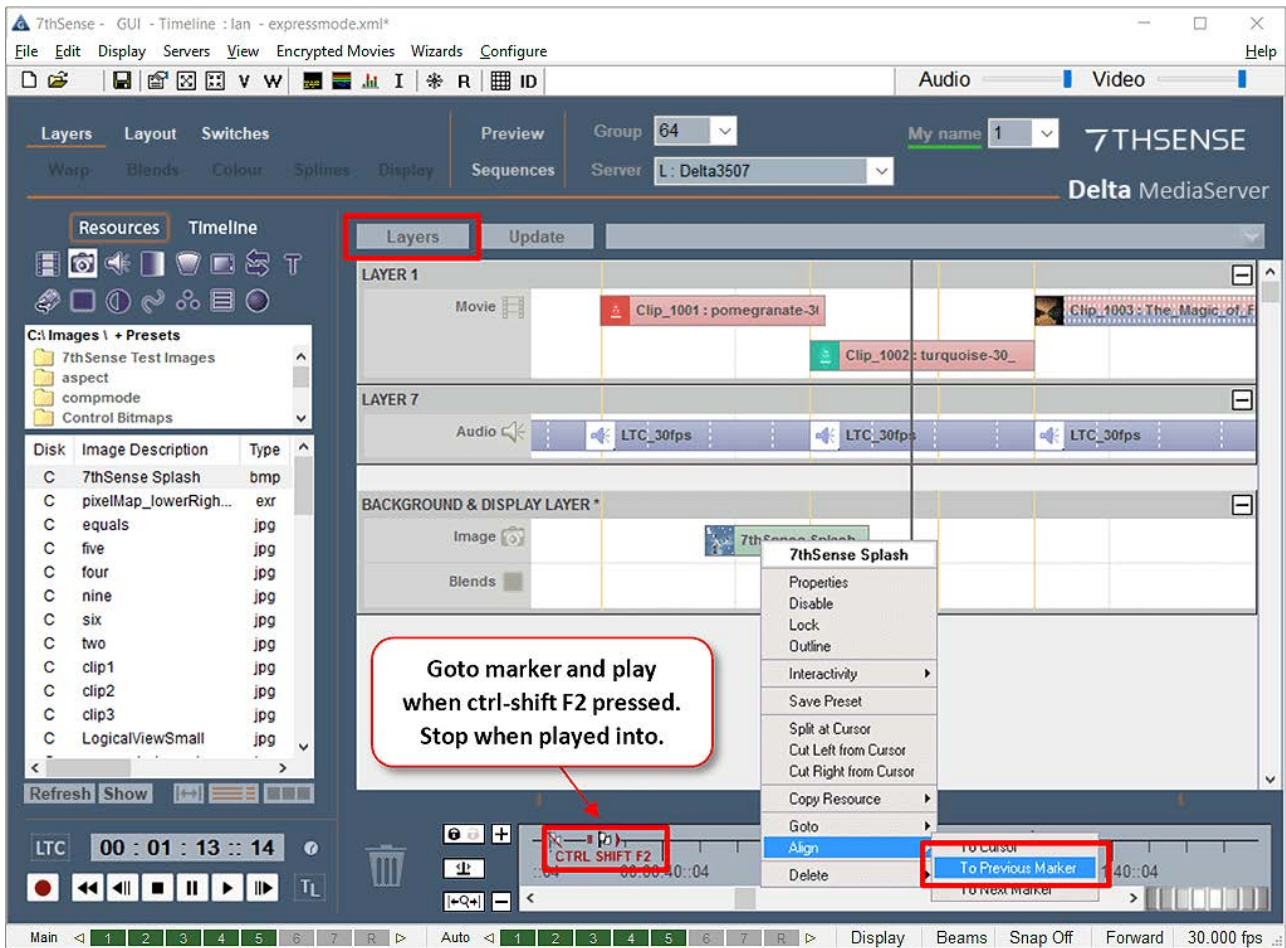 7thSense - GUI - Timeline : Ian - expressmode.xml*
File Edit Display Servers View Encrypted Movies Wizards Configure Help
V W I R ID Audio Video
Layers Layout Switches Preview Group 64 My name 1 7THSENSE
Warp Blends Colour Splines Display Sequences Server L : Delta3507
Delta MediaServer
Resources Timeline
Layers Update
T
C:\ Images \ + Presets
7thSense Test Images
aspect
compmode
Control Bitmaps
Disk Image Description Type
C 7thSense Splash bmp
C pixelMap_lowerRigh... exr
C equals jpg
C five jpg
C four jpg
C nine jpg
C six jpg
C two jpg
C clip1 jpg
C clip2 jpg
C clip3 jpg
C LogicalViewSmall jpg
Refresh Show
LAYER 1
Movie
Clip_1001 : pomegranate-3
Clip_1003 : The_Magic_of_F
Clip_1002 : turquoise-30_
LAYER 7
Audio
LTC_30fps LTC_30fps LTC_30fps
BACKGROUND & DISPLAY LAYER *
Image
7thSense Splash
Blends
7thSense Splash
Properties
Disable
Lock
Outline
Interactivity
Save Preset
Split at Cursor
Cut Left from Cursor
Cut Right from Cursor
Copy Resource
Goto
Align
Delete
To Cursor
To Previous Marker
To Next Marker
Goto marker and play
when ctrl-shift F2 pressed.
Stop when played into.
LTC 00 : 01 : 13 :: 14
TL
CTRL SHIFT F2
::04 00:00:40::04 1:40::04
Main 1 2 3 4 5 6 7 R Auto 1 2 3 4 5 6 7 R Display Beams Snap Off Forward 30.000 fps